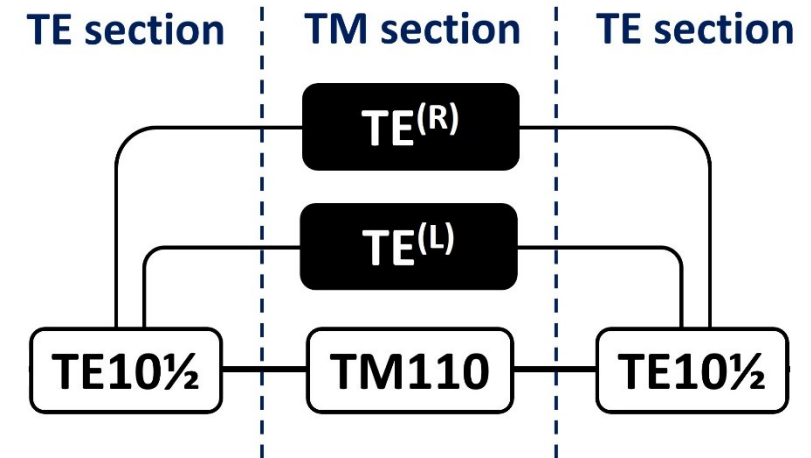 TE section TM section TE section
TE(R)
TE(L)
TE10½ TM110 TE10½